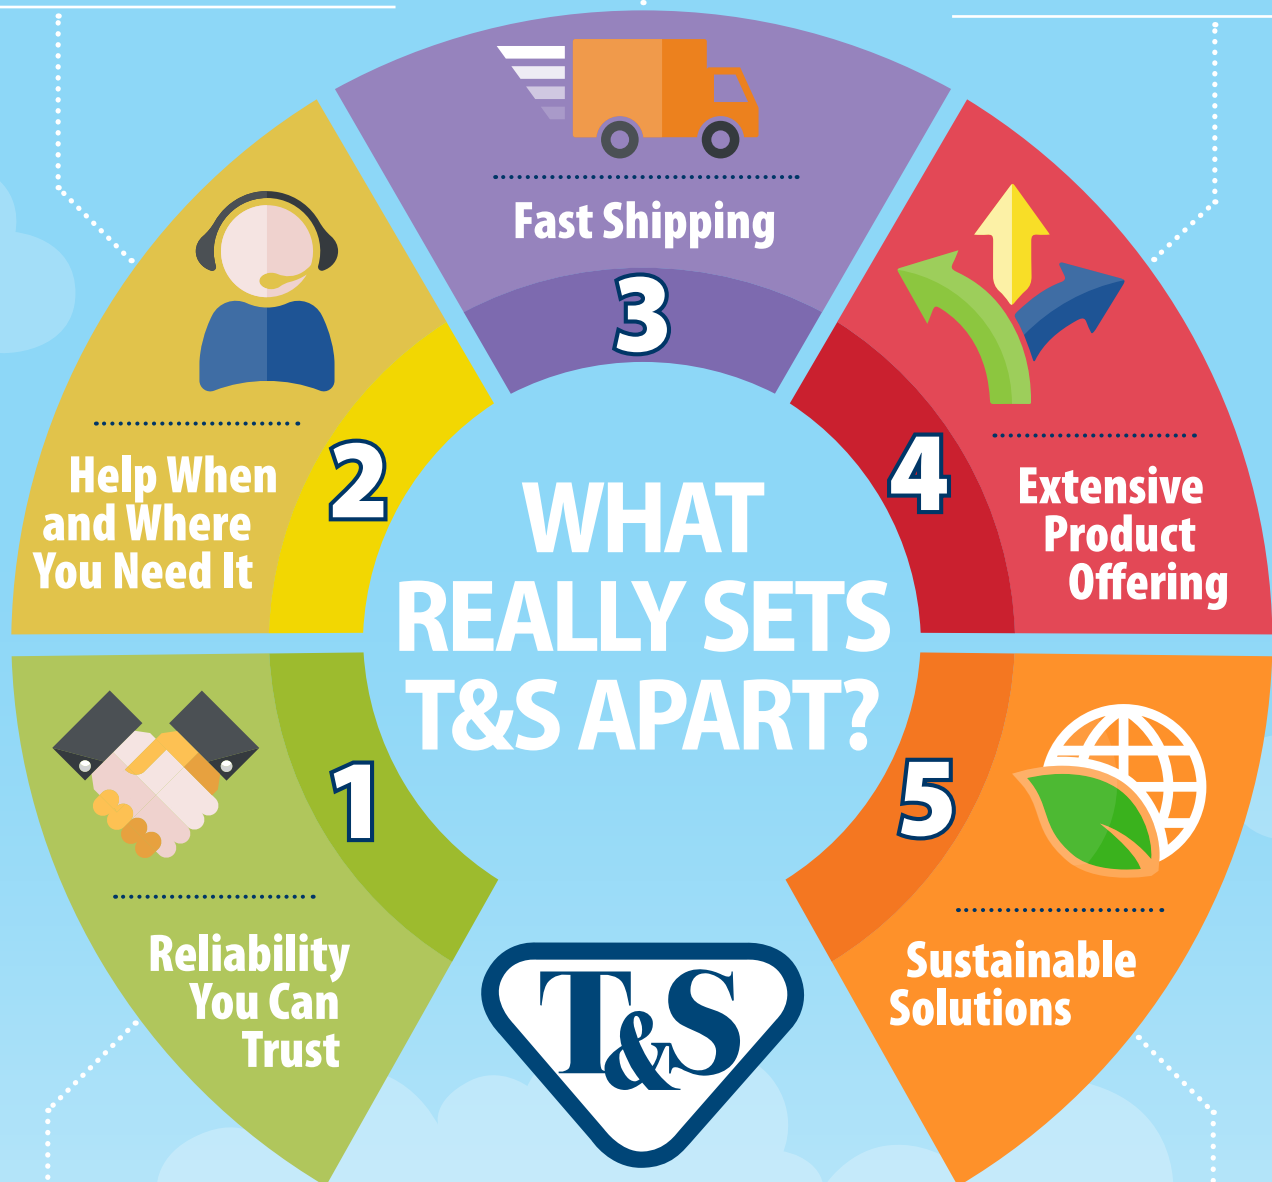 WHAT
REALLY SETS
T&S APART?
1
Reliability
You Can
Trust
2
Help When
and Where
You Need It
3
Fast Shipping
4
Extensive
Product
Offering
5
Sustainable
Solutions
T&S